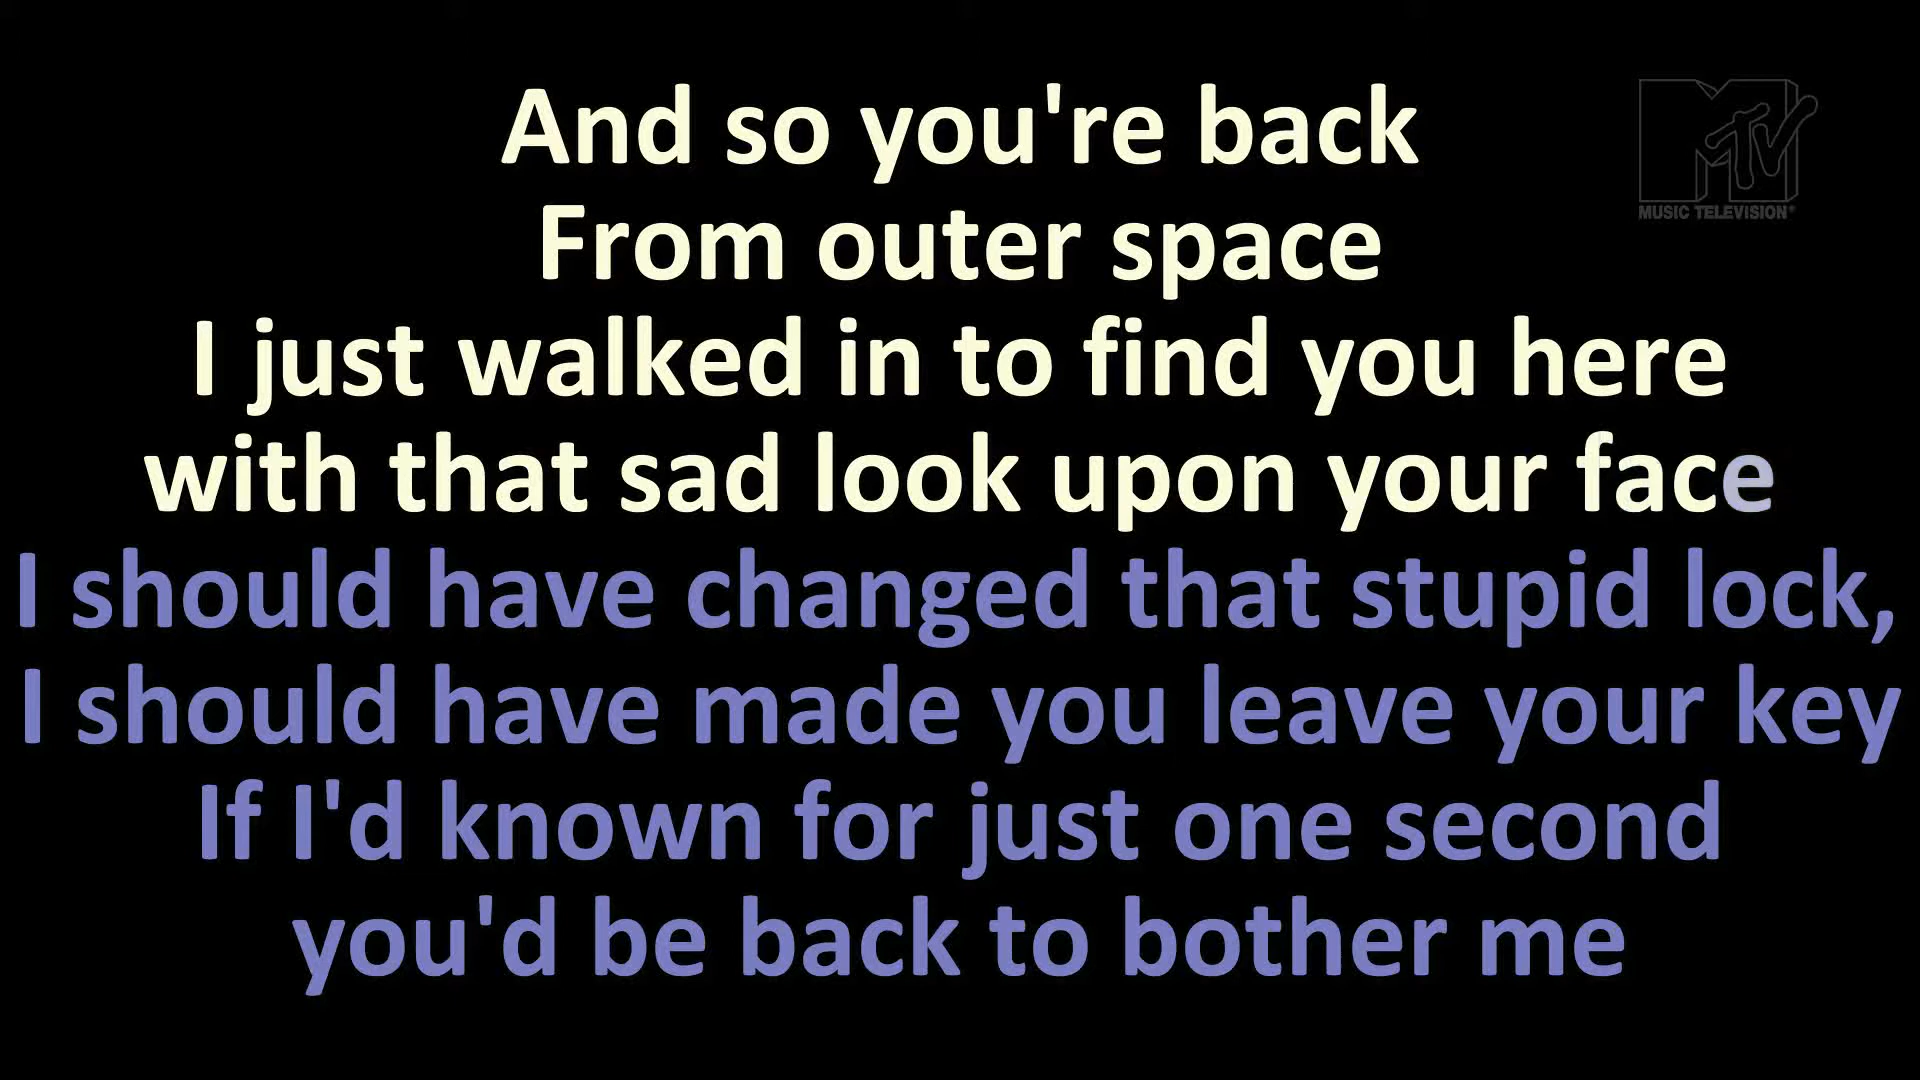 And so you're back
From outer space
I just walked in to find you here
with that sad look upon your face
I should have changed that stupid lock,
I should have made you leave your key
If I'd known for just one second
you'd be back to bother me
MTV
MUSIC TELEVISION®